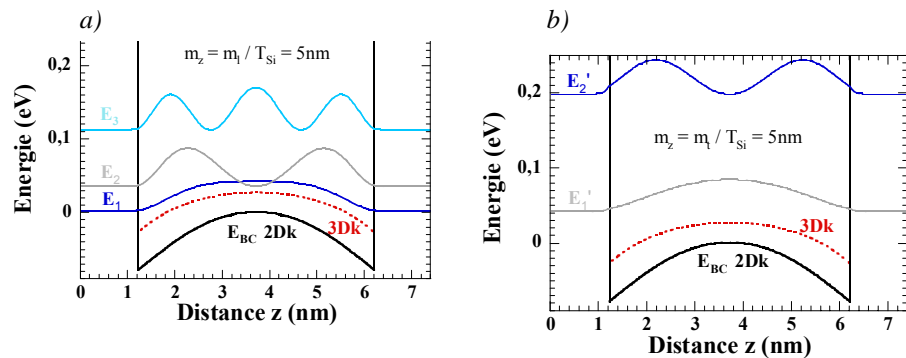 a)
Energie (eV)
0,2
0,1
0
m_z = m_l / T_Si = 5nm
E_3
E_2
E_1
E_BC 2Dk
3Dk
0 1 2 3 4 5 6 7
Distance z (nm)
b)
Energie (eV)
0,2
0,1
0
E_2'
m_z = m_t / T_Si = 5nm
E_1'
3Dk
E_BC 2Dk
0 1 2 3 4 5 6 7
Distance z (nm)